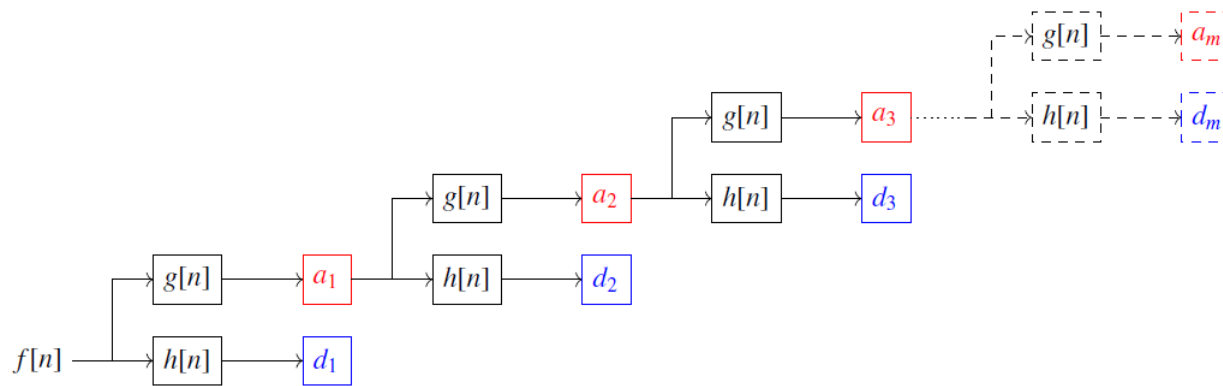 g[n] a_m
g[n] a_3 h[n] d_m
g[n] a_2 h[n] d_3
g[n] a_1 h[n] d_2
f[n] h[n] d_1